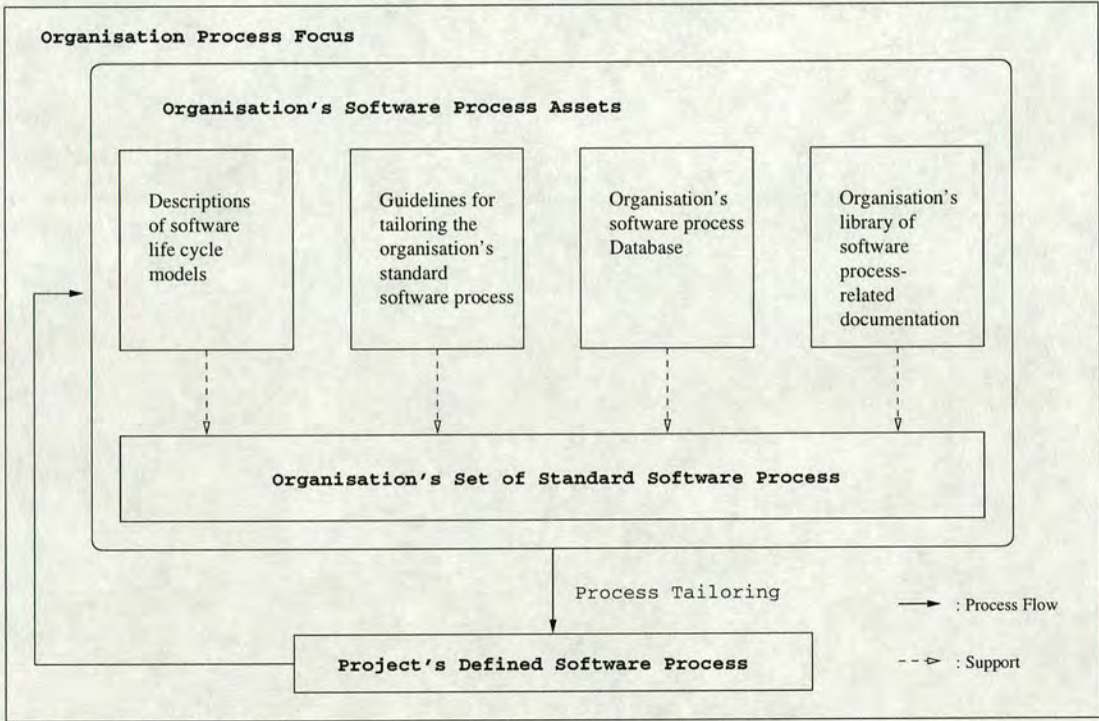 Organisation Process Focus
Organisation's Software Process Assets
Descriptions
of software
life cycle
models
Guidelines for
tailoring the
organisation's
standard
software process
Organisation's
software process
Database
Organisation's
library of
software
process-
related
documentation
Organisation's Set of Standard Software Process
Process Tailoring
: Process Flow
Project's Defined Software Process
: Support